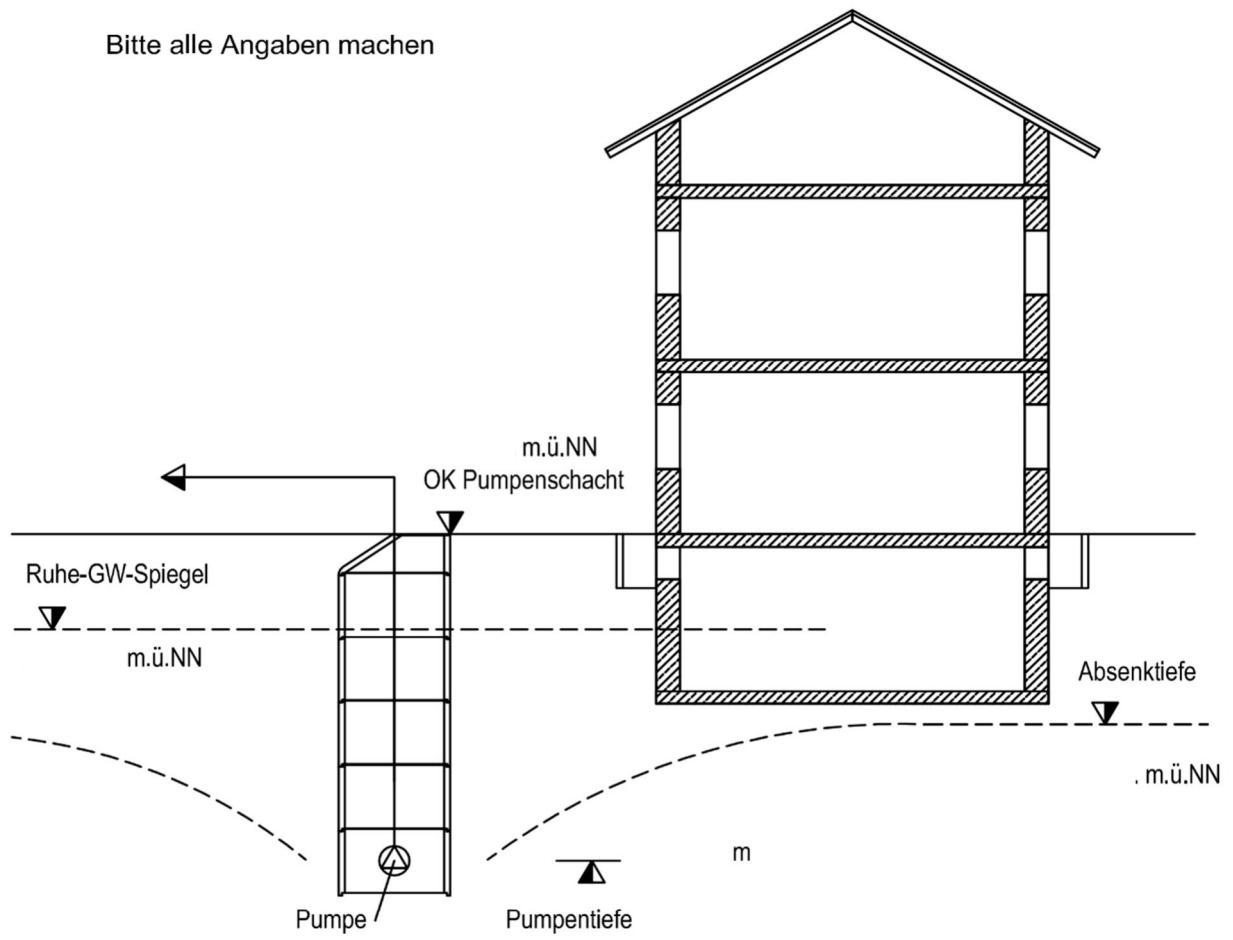 Bitte alle Angaben machen
m.ü.NN
OK Pumpenschacht
Ruhe-GW-Spiegel
m.ü.NN
Absenktiefe
. m.ü.NN
m
Pumpe
Pumpentiefe